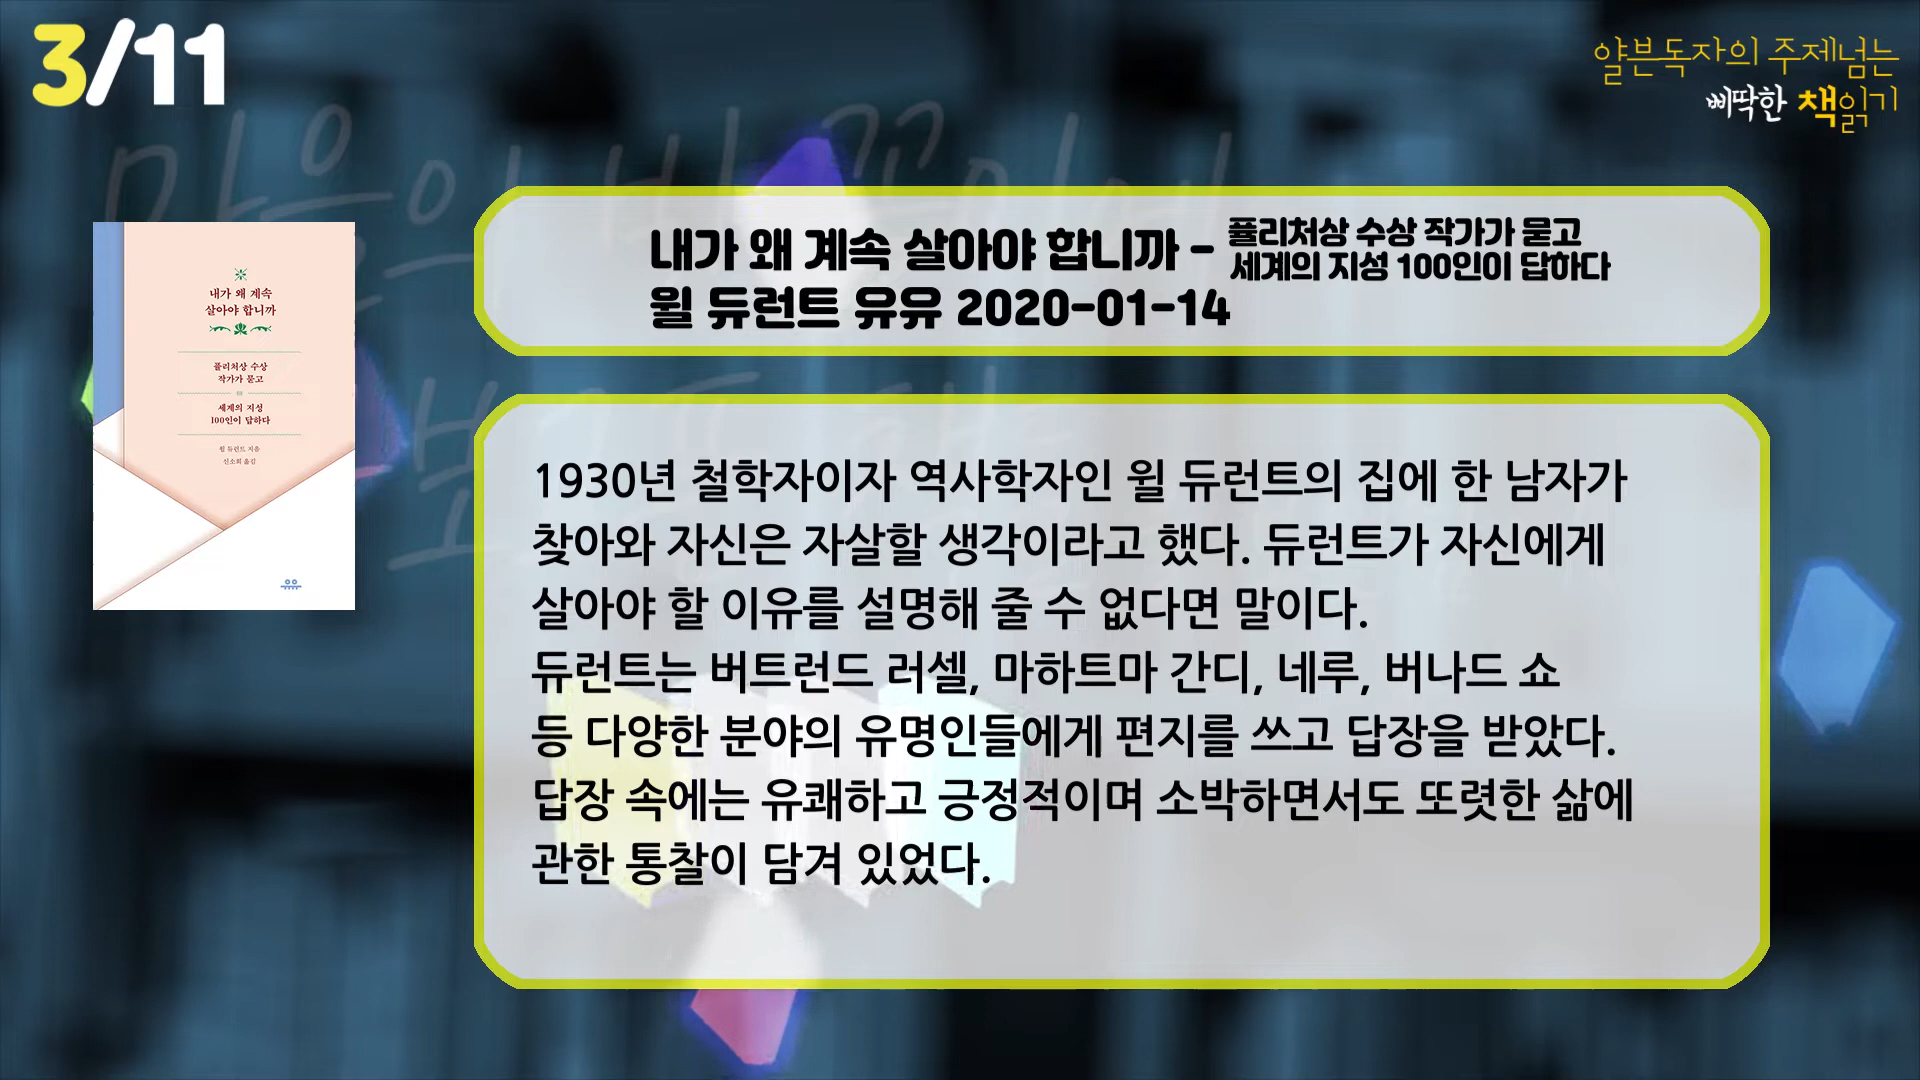 3/11
얄븐독자의 주제넘는
삐딱한 책읽기
내가 왜 계속 살아야 합니까 - 퓰리처상 수상 작가가 묻고
세계의 지성 100인이 답하다
윌 듀런트 유유 2020-01-14
내가 왜 계속
살아야 합니까
퓰리처상 수상
작가가 묻고
세계의 지성
100인이 답하다
윌 듀런트 지음
신소희 옮김
1930년 철학자이자 역사학자인 윌 듀런트의 집에 한 남자가
찾아와 자신은 자살할 생각이라고 했다. 듀런트가 자신에게
살아야 할 이유를 설명해 줄 수 없다면 말이다.
듀런트는 버트런드 러셀, 마하트마 간디, 네루, 버나드 쇼
등 다양한 분야의 유명인들에게 편지를 쓰고 답장을 받았다.
답장 속에는 유쾌하고 긍정적이며 소박하면서도 또렷한 삶에
관한 통찰이 담겨 있었다.